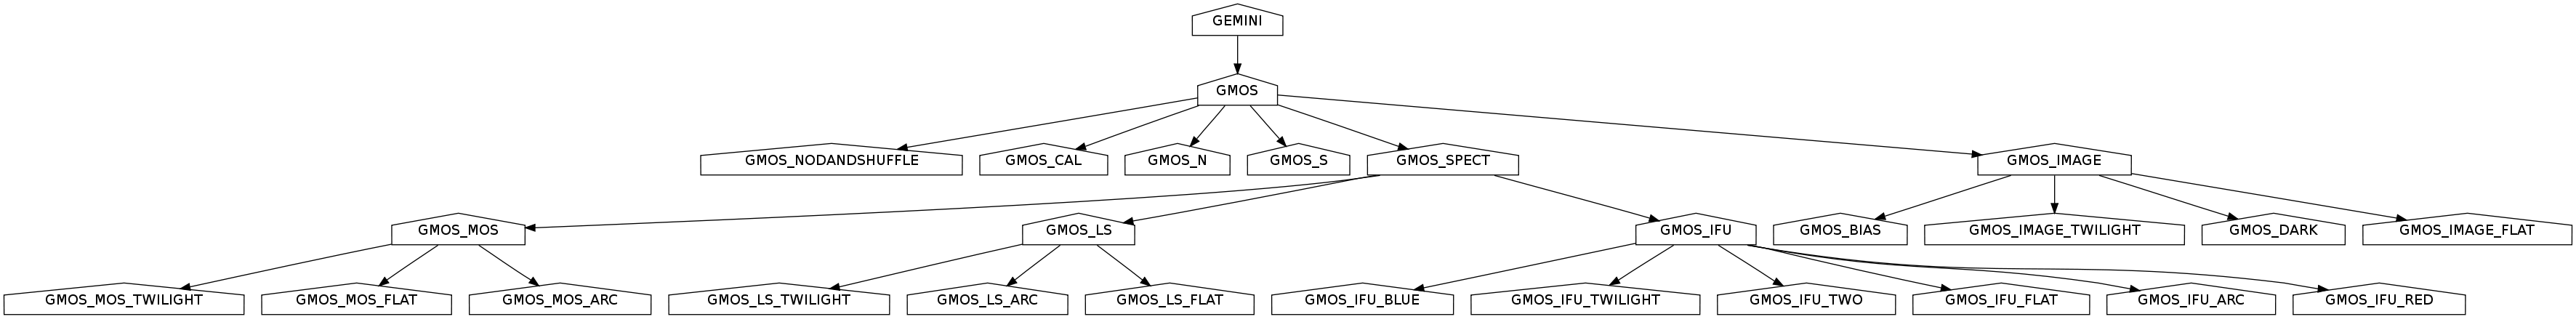 GEMINI
GMOS
GMOS_NODANDSHUFFLE
GMOS_CAL
GMOS_N
GMOS_S
GMOS_SPECT
GMOS_IMAGE
GMOS_MOS
GMOS_LS
GMOS_IFU
GMOS_BIAS
GMOS_IMAGE_TWILIGHT
GMOS_DARK
GMOS_IMAGE_FLAT
GMOS_MOS_TWILIGHT
GMOS_MOS_FLAT
GMOS_MOS_ARC
GMOS_LS_TWILIGHT
GMOS_LS_ARC
GMOS_LS_FLAT
GMOS_IFU_BLUE
GMOS_IFU_TWILIGHT
GMOS_IFU_TWO
GMOS_IFU_FLAT
GMOS_IFU_ARC
GMOS_IFU_RED